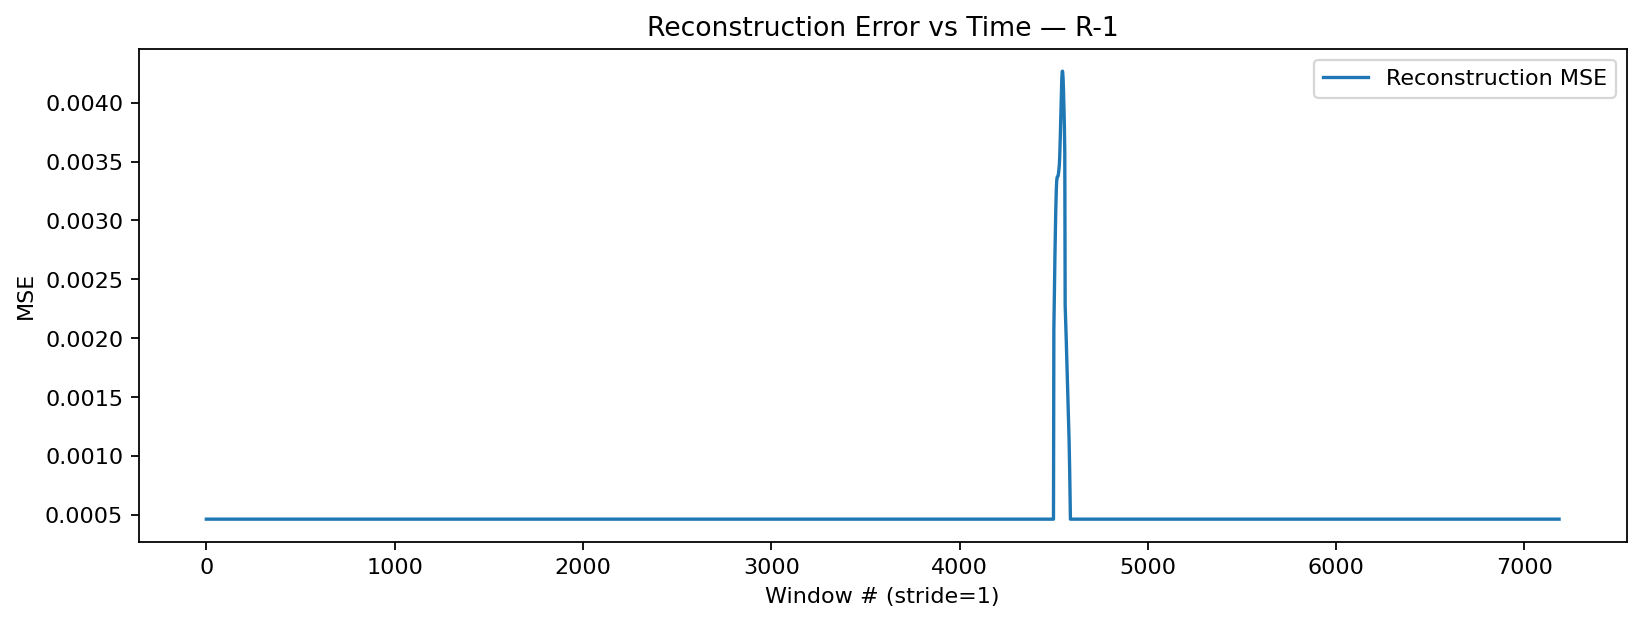 Reconstruction Error vs Time — R-1
Reconstruction MSE
MSE
0.0040
0.0035
0.0030
0.0025
0.0020
0.0015
0.0010
0.0005
0 1000 2000 3000 4000 5000 6000 7000
Window # (stride=1)